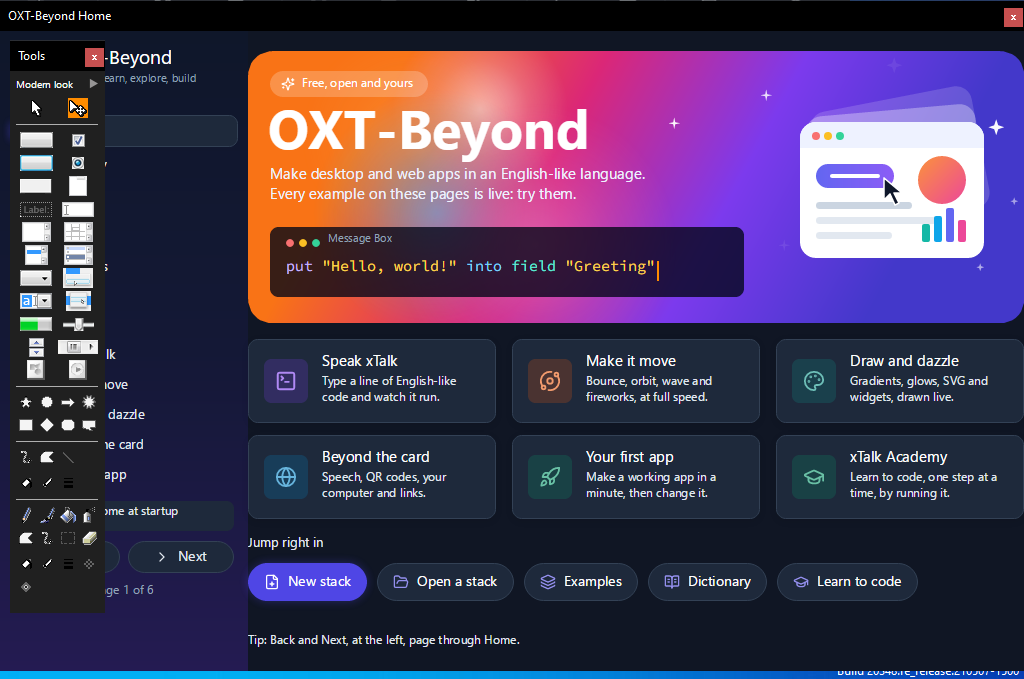 OXT-Beyond Home
x
Tools
x
Modern look
-Beyond
earn, explore, build
Label:
lk
ove
dazzle
e card
app
ome at startup
Next
ge 1 of 6
Free, open and yours
OXT-Beyond
Make desktop and web apps in an English-like language.
Every example on these pages is live: try them.
Message Box
put "Hello, world!" into field "Greeting"
Speak xTalk
Type a line of English-like
code and watch it run.
Make it move
Bounce, orbit, wave and
fireworks, at full speed.
Draw and dazzle
Gradients, glows, SVG and
widgets, drawn live.
Beyond the card
Speech, QR codes, your
computer and links.
Your first app
Make a working app in a
minute, then change it.
xTalk Academy
Learn to code, one step at a
time, by running it.
Jump right in
New stack
Open a stack
Examples
Dictionary
Learn to code
Tip: Back and Next, at the left, page through Home.